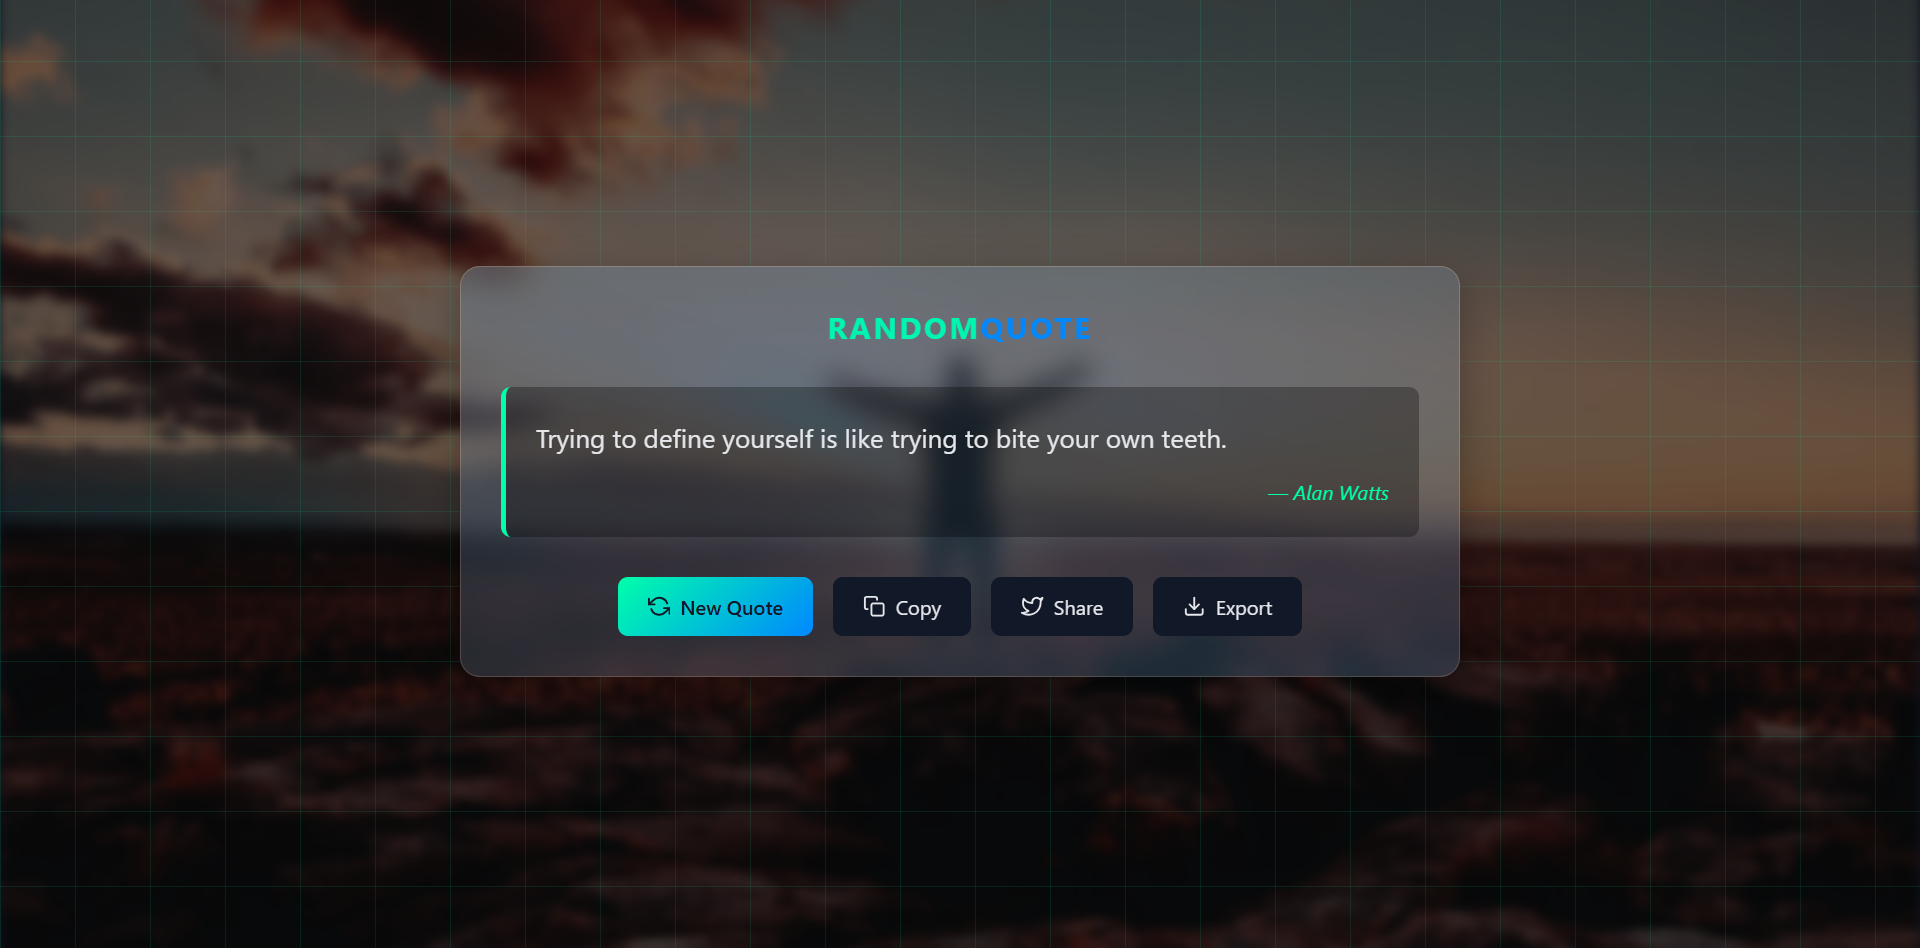 RANDOMQUOTE
Trying to define yourself is like trying to bite your own teeth.
— Alan Watts
New Quote
Copy
Share
Export